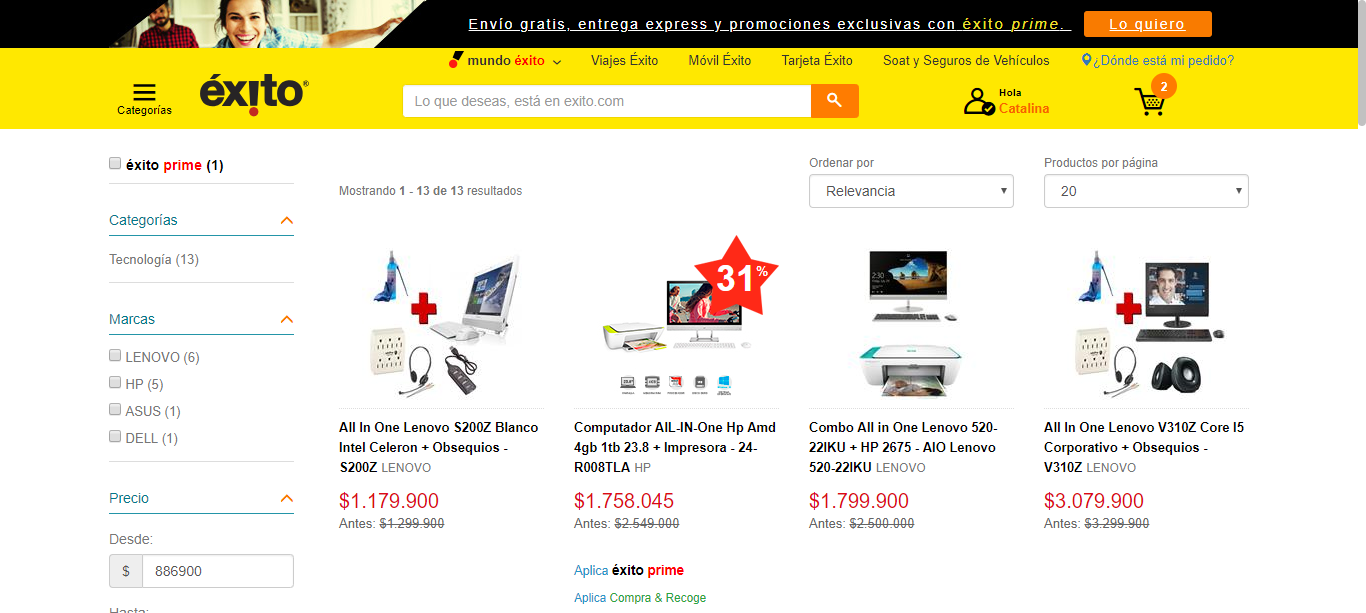 Envío gratis, entrega express y promociones exclusivas con éxito prime.
Lo quiero
mundo éxito
Viajes Éxito
Móvil Éxito
Tarjeta Éxito
Soat y Seguros de Vehículos
¿Dónde está mi pedido?
Categorías
éxito®
Lo que deseas, está en exito.com
Hola
Catalina
2
éxito prime (1)
Categorías
Tecnología (13)
Marcas
LENOVO (6)
HP (5)
ASUS (1)
DELL (1)
Precio
Desde:
$ 886900
Hasta:
Mostrando 1 - 13 de 13 resultados
Ordenar por
Relevancia
Productos por página
20
All In One Lenovo S200Z Blanco
Intel Celeron + Obsequios -
S200Z LENOVO
$1.179.900
Antes: $1.299.900
31%
Computador AIL-IN-One Hp Amd
4gb 1tb 23.8 + Impresora - 24-
R008TLA HP
$1.758.045
Antes: $2.549.000
Aplica éxito prime
Aplica Compra & Recoge
2:30
Combo All in One Lenovo 520-
22IKU + HP 2675 - AIO Lenovo
520-22IKU LENOVO
$1.799.900
Antes: $2.500.000
All In One Lenovo V310Z Core I5
Corporativo + Obsequios -
V310Z LENOVO
$3.079.900
Antes: $3.299.900